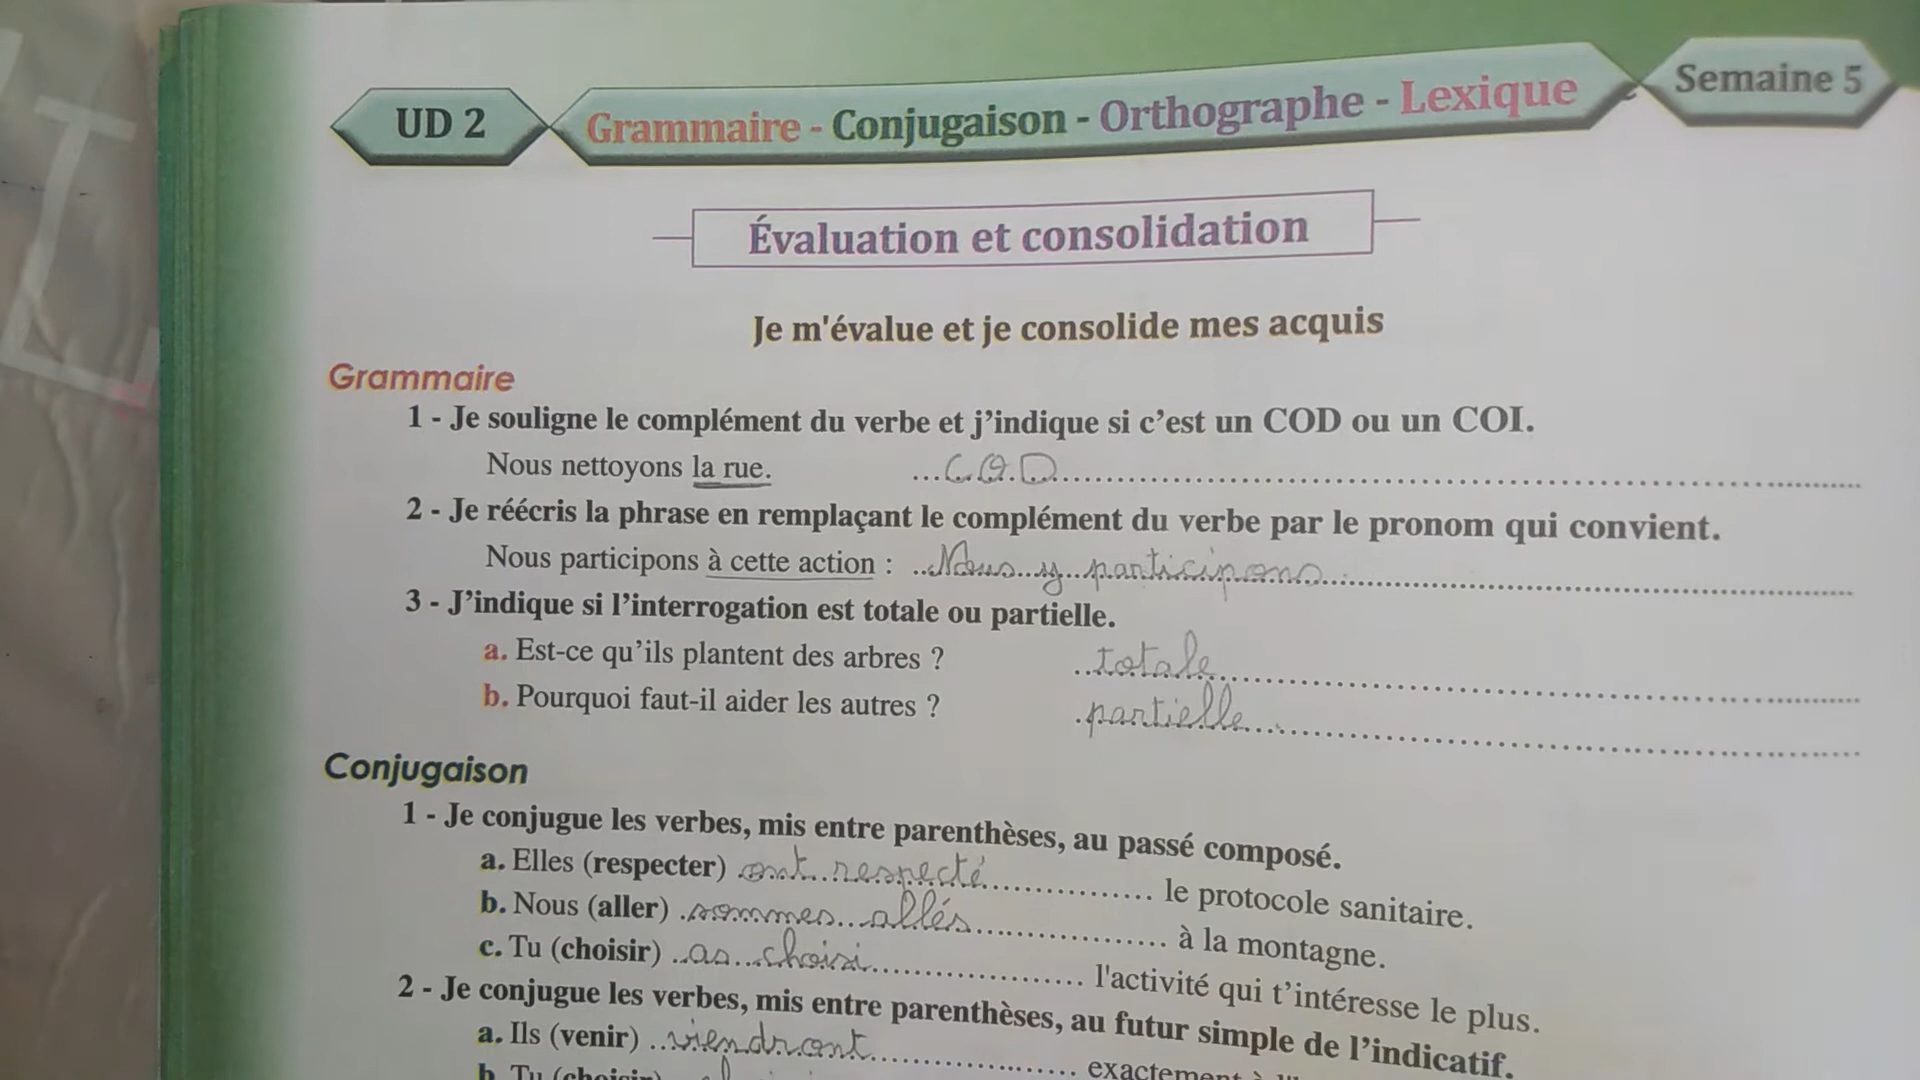 UD 2 Grammaire - Conjugaison - Orthographe - Lexique Semaine 5
Évaluation et consolidation
Je m'évalue et je consolide mes acquis
Grammaire
1 - Je souligne le complément du verbe et j'indique si c'est un COD ou un COI.
Nous nettoyons la rue. ...C.O.D...
2 - Je réécris la phrase en remplaçant le complément du verbe par le pronom qui convient.
Nous participons à cette action : ..Nous y participons...
3 - J'indique si l'interrogation est totale ou partielle.
a. Est-ce qu'ils plantent des arbres ? ..totale...
b. Pourquoi faut-il aider les autres ? .partielle...
Conjugaison
1 - Je conjugue les verbes, mis entre parenthèses, au passé composé.
a. Elles (respecter) ont respecté... le protocole sanitaire.
b. Nous (aller) .sommes allés... à la montagne.
c. Tu (choisir) ..as choisi... l'activité qui t'intéresse le plus.
2 - Je conjugue les verbes, mis entre parenthèses, au futur simple de l'indicatif.
a. Ils (venir) ..viendront... exactement à
b. Tu (choisir)